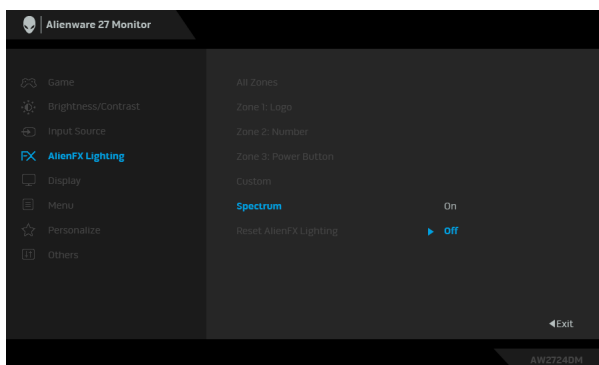 Alienware 27 Monitor
Game
All Zones
Brightness/Contrast
Zone 1: Logo
Input Source
Zone 2: Number
FX AlienFX Lighting
Zone 3: Power Button
Display
Custom
Menu
Spectrum On
Personalize
Reset AlienFX Lighting Off
Others
Exit
AW2724DM